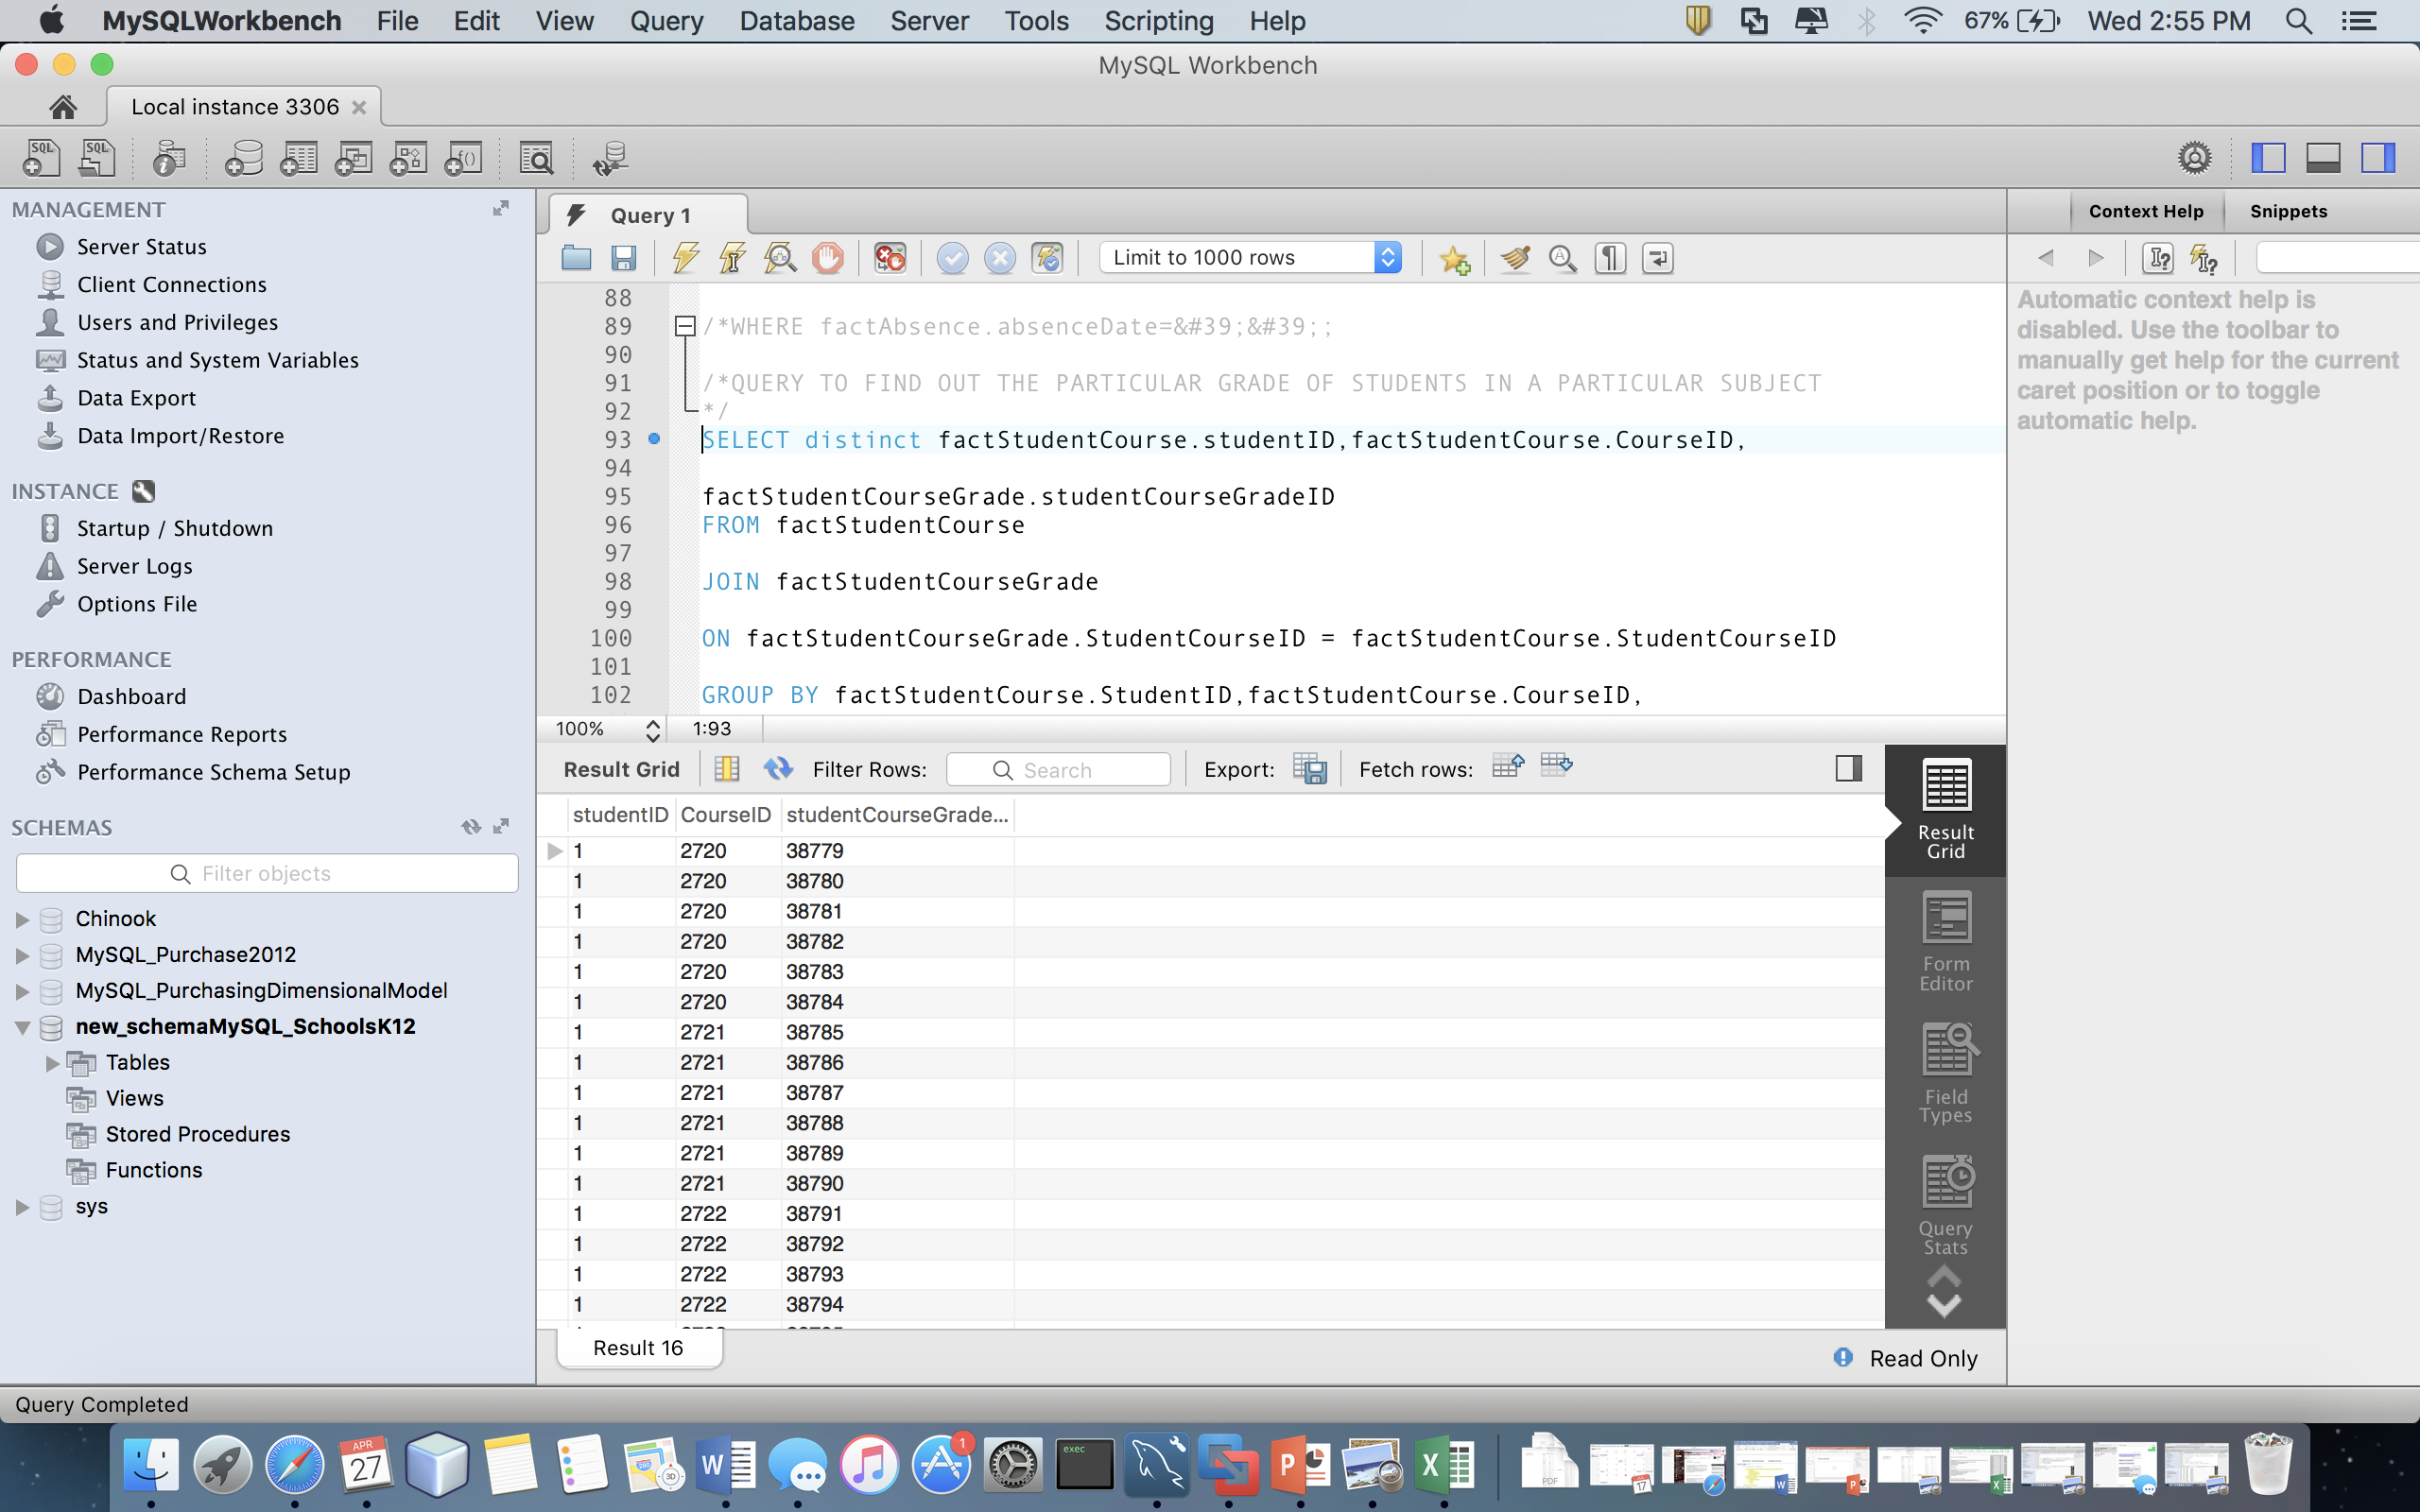 MySQLWorkbench File Edit View Query Database Server Tools Scripting Help 67% Wed 2:55 PM
MySQL Workbench
Local instance 3306
MANAGEMENT
Server Status
Client Connections
Users and Privileges
Status and System Variables
Data Export
Data Import/Restore
INSTANCE
Startup / Shutdown
Server Logs
Options File
PERFORMANCE
Dashboard
Performance Reports
Performance Schema Setup
SCHEMAS
Filter objects
Chinook
MySQL_Purchase2012
MySQL_PurchasingDimensionalModel
new_schemaMySQL_SchoolsK12
Tables
Views
Stored Procedures
Functions
sys
Query 1
Limit to 1000 rows
88
89 /*WHERE factAbsence.absenceDate=&#39;&#39;;
90
91 /*QUERY TO FIND OUT THE PARTICULAR GRADE OF STUDENTS IN A PARTICULAR SUBJECT
92 */
93 SELECT distinct factStudentCourse.studentID,factStudentCourse.CourseID,
94
95 factStudentCourseGrade.studentCourseGradeID
96 FROM factStudentCourse
97
98 JOIN factStudentCourseGrade
99
100 ON factStudentCourseGrade.StudentCourseID = factStudentCourse.StudentCourseID
101
102 GROUP BY factStudentCourse.StudentID,factStudentCourse.CourseID,
100% 1:93
Result Grid Filter Rows: Search Export: Fetch rows:
studentID CourseID studentCourseGrade...
1 2720 38779
1 2720 38780
1 2720 38781
1 2720 38782
1 2720 38783
1 2720 38784
1 2721 38785
1 2721 38786
1 2721 38787
1 2721 38788
1 2721 38789
1 2721 38790
1 2722 38791
1 2722 38792
1 2722 38793
1 2722 38794
Result 16
Read Only
Result
Grid
Form
Editor
Field
Types
Query
Stats
Context Help Snippets
Automatic context help is
disabled. Use the toolbar to
manually get help for the current
caret position or to toggle
automatic help.
Query Completed
APR
27
3D
W
1
exec
P
X
PDF
17